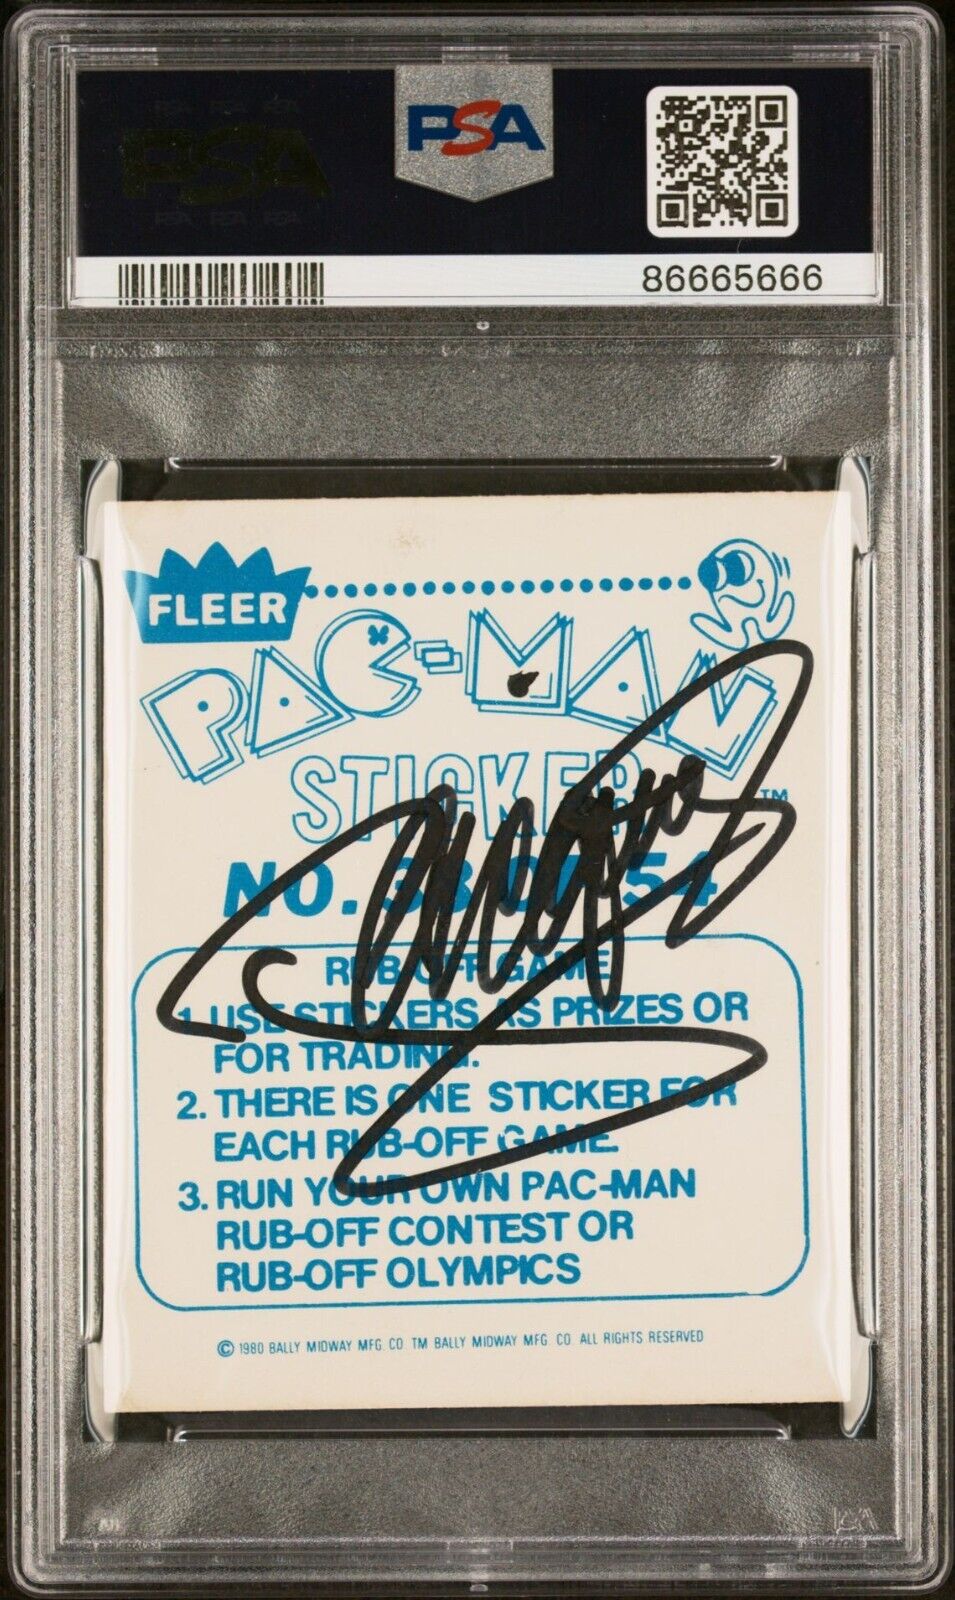 PSA
86665666
FLEER
PAC-MAN
STICKER
TM
RUB-OFF GAME
1. USE STICKERS AS PRIZES OR
FOR TRADING.
2. THERE IS ONE STICKER FOR
EACH RUB-OFF GAME.
3. RUN YOUR OWN PAC-MAN
RUB-OFF CONTEST OR
RUB-OFF OLYMPICS
© 1980 BALLY MIDWAY MFG. CO TM BALLY MIDWAY MFG. CO. ALL RIGHTS RESERVED